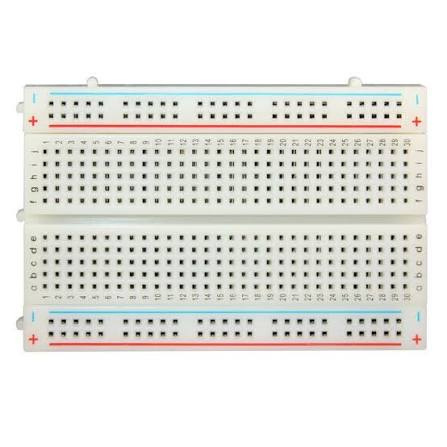 − −
+ +
1 2 3 4 5 6 7 8 9 10 11 12 13 14 15 16 17 18 19 20 21 22 23 24 25 26 27 28 29 30
j j
i i
h h
g g
f f
e e
d d
c c
b b
a a
1 2 3 4 5 6 7 8 9 10 11 12 13 14 15 16 17 18 19 20 21 22 23 24 25 26 27 28 29 30
− −
+ +